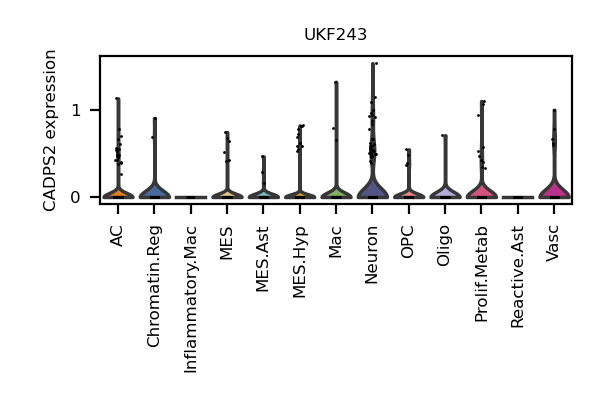 UKF243
CADPS2 expression
1
0
AC
Chromatin.Reg
Inflammatory.Mac
MES
MES.Ast
MES.Hyp
Mac
Neuron
OPC
Oligo
Prolif.Metab
Reactive.Ast
Vasc